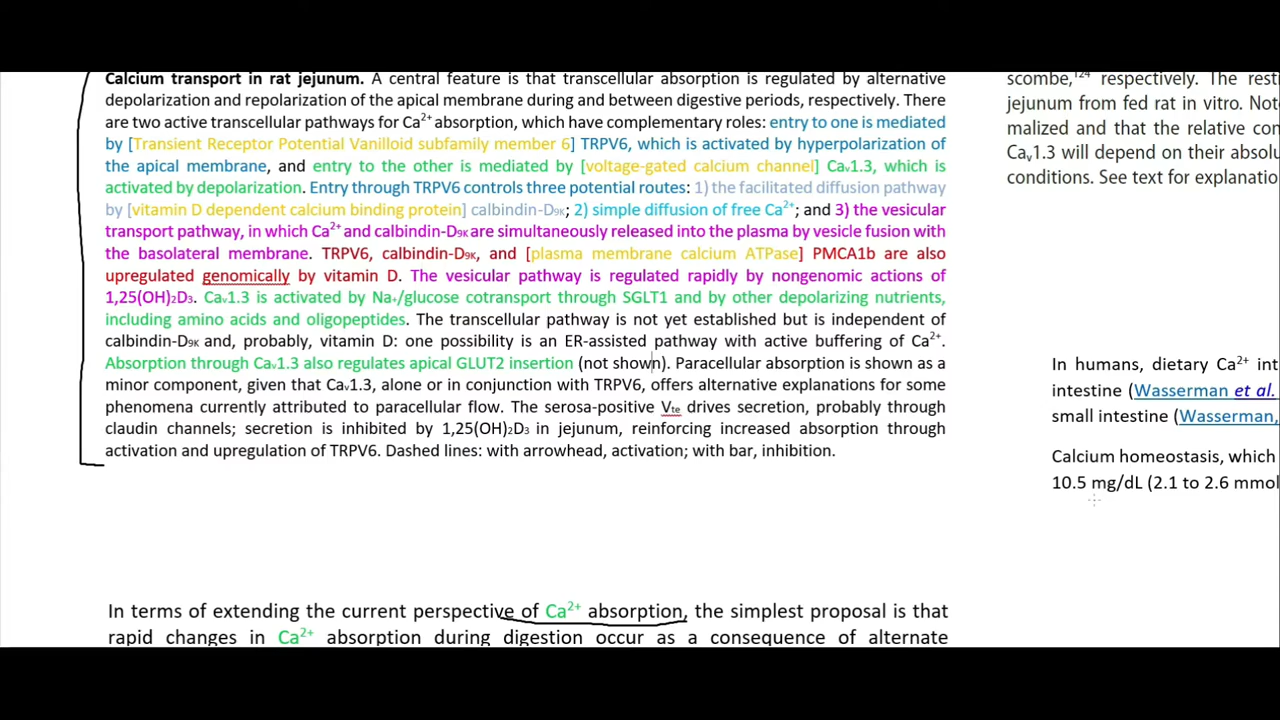 Calcium transport in rat jejunum. A central feature is that transcellular absorption is regulated by alternative
depolarization and repolarization of the apical membrane during and between digestive periods, respectively. There
are two active transcellular pathways for Ca²⁺ absorption, which have complementary roles: entry to one is mediated
by [Transient Receptor Potential Vanilloid subfamily member 6] TRPV6, which is activated by hyperpolarization of
the apical membrane, and entry to the other is mediated by [voltage-gated calcium channel] Caᵥ1.3, which is
activated by depolarization. Entry through TRPV6 controls three potential routes: 1) the facilitated diffusion pathway
by [vitamin D dependent calcium binding protein] calbindin-D₉ₖ; 2) simple diffusion of free Ca²⁺; and 3) the vesicular
transport pathway, in which Ca²⁺ and calbindin-D₉ₖ are simultaneously released into the plasma by vesicle fusion with
the basolateral membrane. TRPV6, calbindin-D₉ₖ, and [plasma membrane calcium ATPase] PMCA1b are also
upregulated genomically by vitamin D. The vesicular pathway is regulated rapidly by nongenomic actions of
1,25(OH)₂D₃. Caᵥ1.3 is activated by Na₊/glucose cotransport through SGLT1 and by other depolarizing nutrients,
including amino acids and oligopeptides. The transcellular pathway is not yet established but is independent of
calbindin-D₉ₖ and, probably, vitamin D: one possibility is an ER-assisted pathway with active buffering of Ca²⁺.
Absorption through Caᵥ1.3 also regulates apical GLUT2 insertion (not shown). Paracellular absorption is shown as a
minor component, given that Caᵥ1.3, alone or in conjunction with TRPV6, offers alternative explanations for some
phenomena currently attributed to paracellular flow. The serosa-positive Vₜₑ drives secretion, probably through
claudin channels; secretion is inhibited by 1,25(OH)₂D₃ in jejunum, reinforcing increased absorption through
activation and upregulation of TRPV6. Dashed lines: with arrowhead, activation; with bar, inhibition.
In terms of extending the current perspective of Ca²⁺ absorption, the simplest proposal is that
rapid changes in Ca²⁺ absorption during digestion occur as a consequence of alternate
scombe,¹²⁴ respectively. The resti
jejunum from fed rat in vitro. Not
malized and that the relative con
Caᵥ1.3 will depend on their absolu
conditions. See text for explanatio
In humans, dietary Ca²⁺ int
intestine (Wasserman et al.
small intestine (Wasserman,
Calcium homeostasis, which
10.5 mg/dL (2.1 to 2.6 mmol